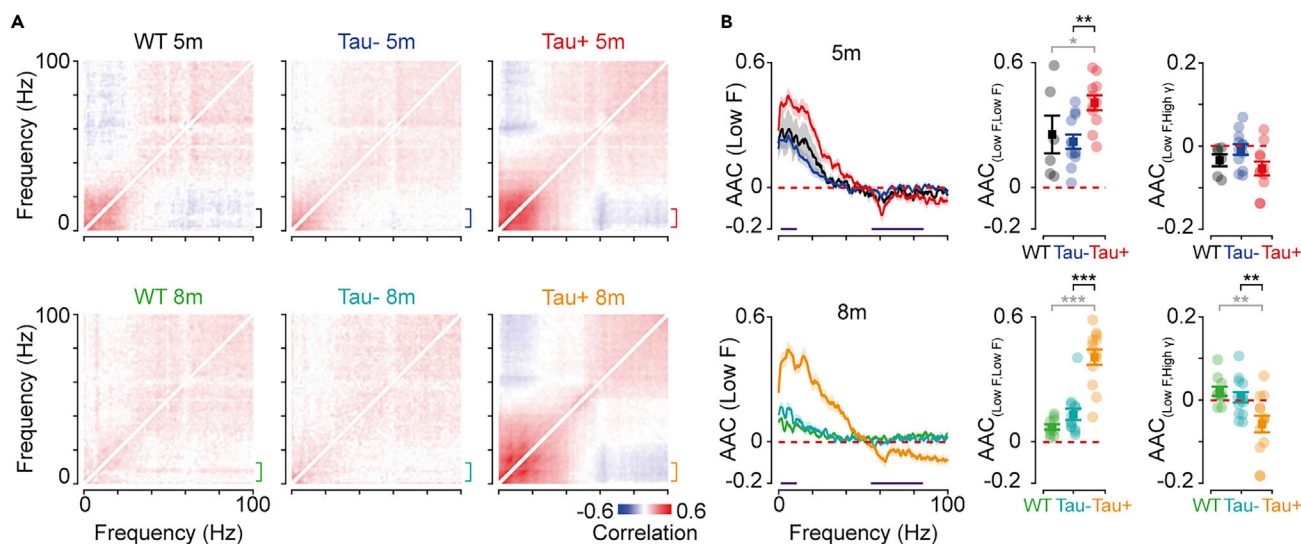 A
WT 5m
Tau- 5m
Tau+ 5m
100
Frequency (Hz)
0
WT 8m
Tau- 8m
Tau+ 8m
100
Frequency (Hz)
0
0
100
Frequency (Hz)
-0.6
0.6
Correlation
B
5m
0.6
AAC (Low F)
0
-0.2
**
*
0.6
AAC(Low F,Low F)
0
-0.2
WT Tau- Tau+
0.2
AAC(Low F,High γ)
0
0.2
WT Tau- Tau+
8m
0.6
AAC (Low F)
0
-0.2
0
100
Frequency (Hz)
***
***
0.6
AAC(Low F,Low F)
0
-0.2
WT Tau- Tau+
**
**
0.2
AAC(Low F,High γ)
0
-0.2
WT Tau- Tau+